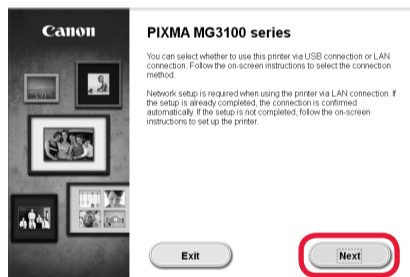 Canon
PIXMA MG3100 series
You can select whether to use this printer via USB connection or LAN
connection. Follow the on-screen instructions to select the connection
method.
Network setup is required when using the printer via LAN connection. If
the setup is already completed, the connection is confirmed
automatically. If the setup is not completed, follow the on-screen
instructions to set up the printer.
Exit
Next